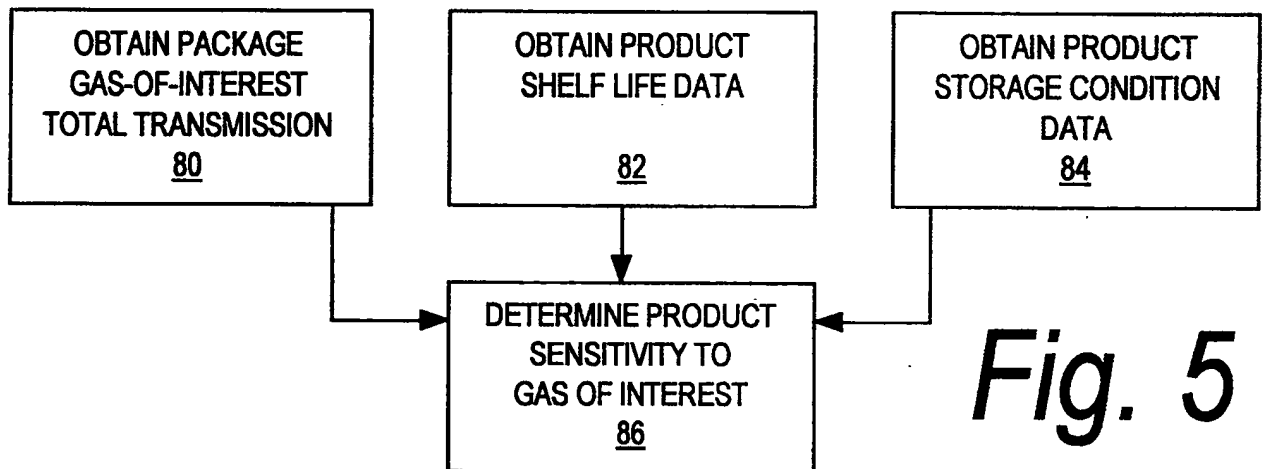 OBTAIN PACKAGE
GAS-OF-INTEREST
TOTAL TRANSMISSION
80
OBTAIN PRODUCT
SHELF LIFE DATA
82
OBTAIN PRODUCT
STORAGE CONDITION
DATA
84
DETERMINE PRODUCT
SENSITIVITY TO
GAS OF INTEREST
86
Fig. 5